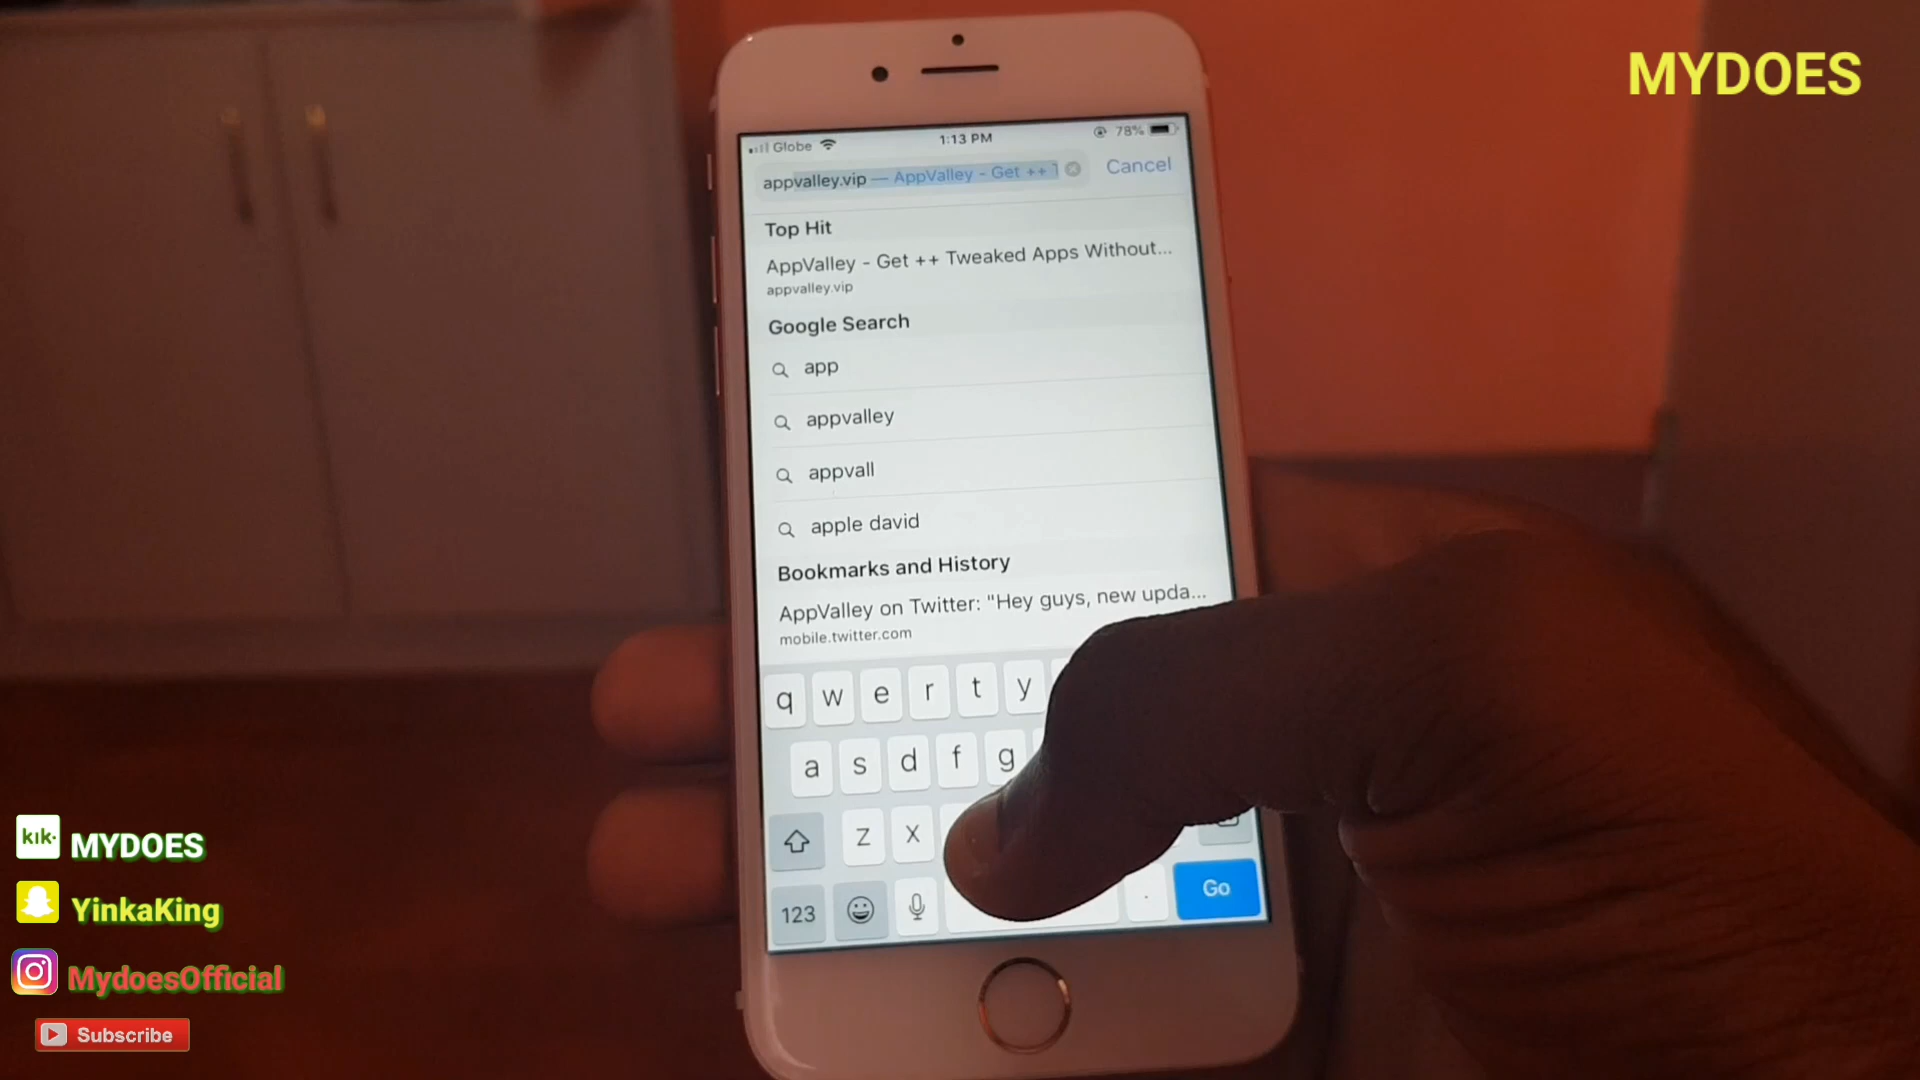 MYDOES
Globe 1:13 PM 78%
appvalley.vip — AppValley - Get ++ Cancel
Top Hit
AppValley - Get ++ Tweaked Apps Without...
appvalley.vip
Google Search
app
appvalley
appvall
apple david
Bookmarks and History
AppValley on Twitter: "Hey guys, new upda...
mobile.twitter.com
q w e r t y
a s d f g
z x
123 . Go
kik. MYDOES
YinkaKing
MydoesOfficial
Subscribe